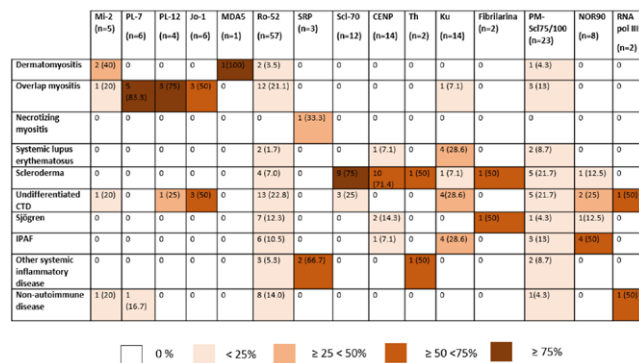 Mi-2 (n=5) PL-7 (n=6) PL-12 (n=4) Jo-1 (n=6) MDA5 (n=1) Ro-52 (n=57) SRP (n=3) Scl-70 (n=12) CENP (n=14) Th (n=2) Ku (n=14) Fibrilarina (n=2) PM-Scl75/100 (n=23) NOR90 (n=8) RNA pol III (n=2)
Dermatomyositis 2 (40) 0 0 0 1(100) 2 (3.5) 0 0 0 0 0 0 1 (4.3) 0 0
Overlap myositis 1 (20) 5 (83.3) 3 (75) 3 (50) 0 12 (21.1) 0 0 0 0 1 (7.1) 0 3 (13) 0 0
Necrotizing myositis 0 0 0 0 0 0 1 (33.3) 0 0 0 0 0 0 0 0
Systemic lupus erythematosus 0 0 0 0 0 2 (1.7) 0 0 1 (7.1) 0 4 (28.6) 0 2 (8.7) 0 0
Scleroderma 0 0 0 0 0 4 (7.0) 0 9 (75) 10 (71.4) 1 (50) 1 (7.1) 1 (50) 5 (21.7) 1 (12.5) 0
Undifferentiated CTD 1 (20) 0 1 (25) 3 (50) 0 13 (22.8) 0 3 (25) 0 0 4(28.6) 0 5 (21.7) 2 (25) 1 (50)
Sjögren 0 0 0 0 0 7 (12.3) 0 0 2 (14.3) 0 0 1 (50) 1 (4.3) 1(12.5) 0
IPAF 0 0 0 0 0 6 (10.5) 0 0 1 (7.1) 0 4 (28.6) 0 3 (13) 4 (50) 0
Other systemic inflammatory disease 0 0 0 0 0 3 (5.3) 2 (66.7) 0 0 1 (50) 0 0 2 (8.7) 0 0
Non-autoimmune disease 1 (20) 1 (16.7) 0 0 0 8 (14.0) 0 0 0 0 0 0 1(4.3) 0 1 (50)
0 % < 25% ≥ 25 < 50% ≥ 50 <75% ≥ 75%